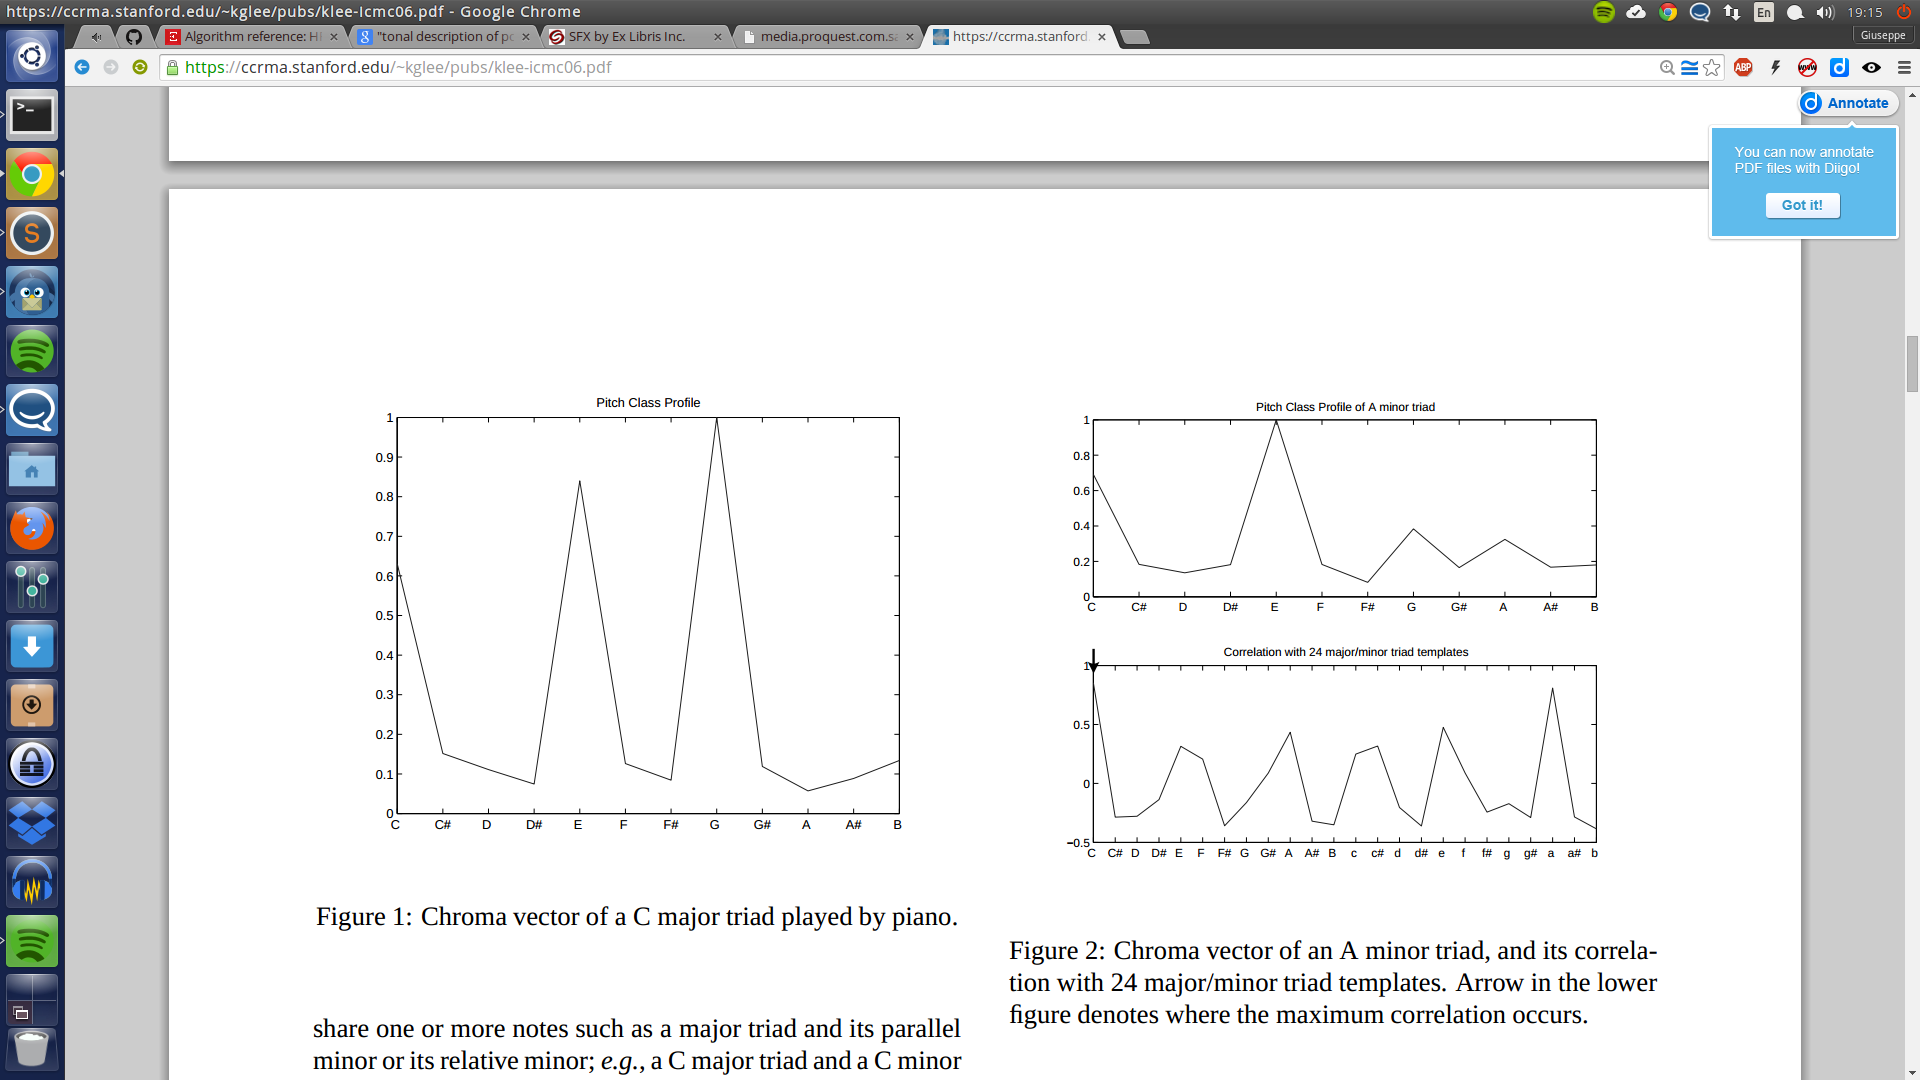 https://ccrma.stanford.edu/~kglee/pubs/klee-icmc06.pdf - Google Chrome
En
19:15
Algorithm reference: H
"tonal description of po
SFX by Ex Libris Inc.
media.proquest.com.s
https://ccrma.stanford.
Giuseppe
https://ccrma.stanford.edu/~kglee/pubs/klee-icmc06.pdf
ABP
Annotate
You can now annotate
PDF files with Diigo!
Got it!
Pitch Class Profile
1
0.9
0.8
0.7
0.6
0.5
0.4
0.3
0.2
0.1
0
C C# D D# E F F# G G# A A# B
Figure 1: Chroma vector of a C major triad played by piano.
share one or more notes such as a major triad and its parallel
minor or its relative minor; e.g., a C major triad and a C minor
Pitch Class Profile of A minor triad
1
0.8
0.6
0.4
0.2
0
C C# D D# E F F# G G# A A# B
Correlation with 24 major/minor triad templates
1
0.5
0
−0.5
C C# D D# E F F# G G# A A# B c c# d d# e f f# g g# a a# b
Figure 2: Chroma vector of an A minor triad, and its correla-
tion with 24 major/minor triad templates. Arrow in the lower
figure denotes where the maximum correlation occurs.